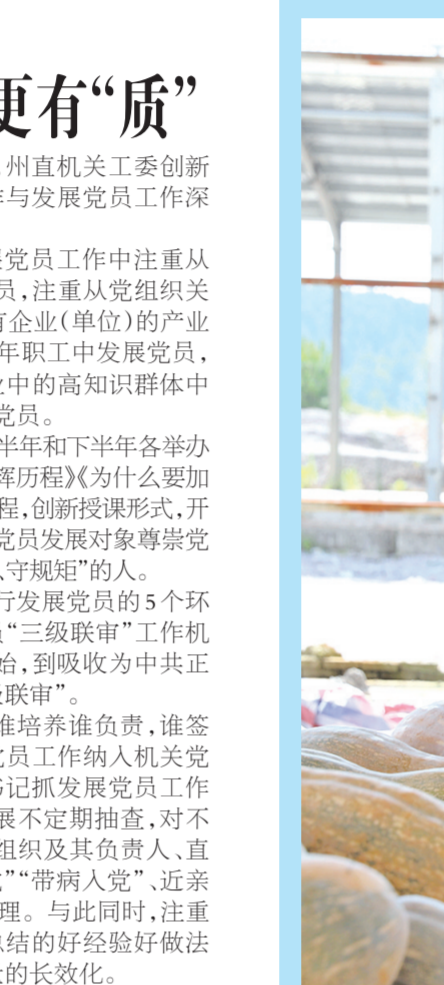 更有“质”
州直机关工委创新
与发展党员工作深
党员工作中注重从
员,注重从党组织关
有企业(单位)的产业
年职工中发展党员,
业中的高知识群体中
党员。
半年和下半年各举办
辉历程》《为什么要加
程,创新授课形式,开
党员发展对象尊崇党
守规矩”的人。
行发展党员的5个环
“三级联审”工作机
始,到吸收为中共正
级联审”。
谁培养谁负责,谁签
党员工作纳入机关党
书记抓发展党员工作
展不定期抽查,对不
组织及其负责人、直
”“带病入党”、近亲
理。与此同时,注重
总结的好经验好做法
的长效化。